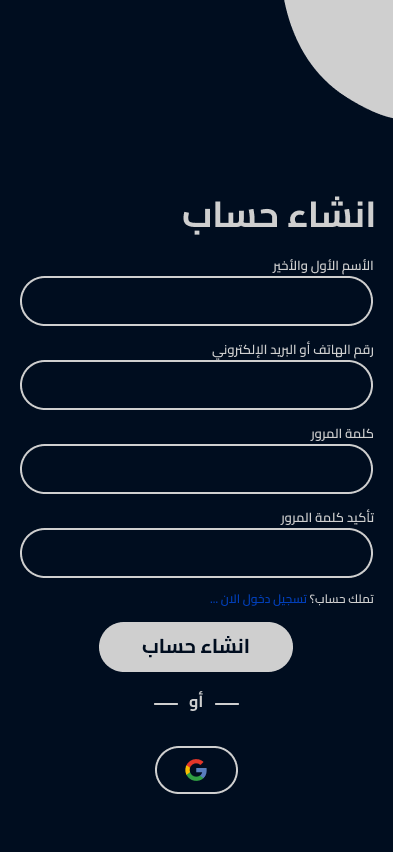 انشاء حساب
الأسم الأول والأخير
رقم الهاتف أو البريد الإلكتروني
كلمة المرور
تأكيد كلمة المرور
تملك حساب؟ تسجيل دخول الان ...
انشاء حساب
أو